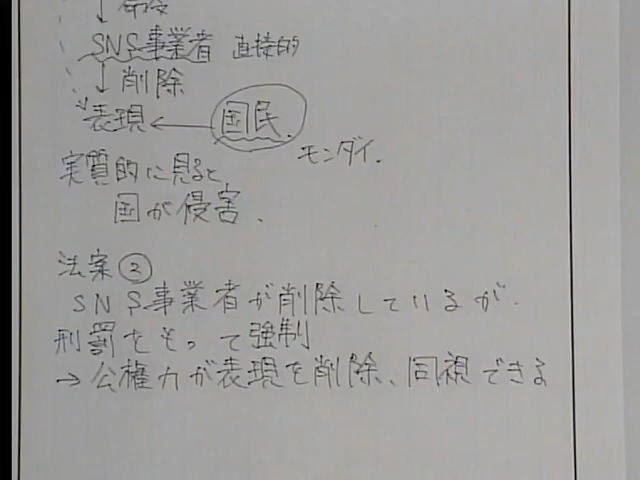 ↓ 命役
SNS事業者 直接的
↓ 削除
表現 ← 国民.
モンダイ.
実質的に見ると
国が侵害.
法案②
SNS事業者が削除しているが.
刑罰をもって強制
→ 公権力が表現を削除、同視できる